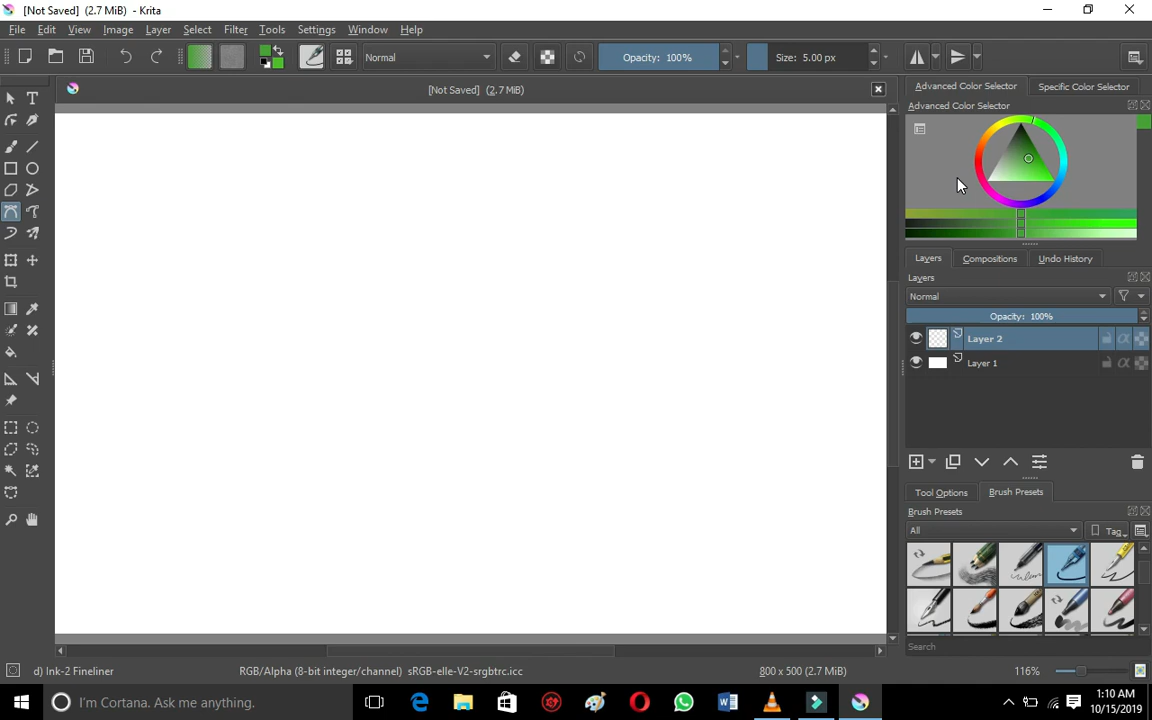 [Not Saved] (2.7 MiB) - Krita
File Edit View Image Layer Select Filter Tools Settings Window Help
Normal Opacity: 100% Size: 5.00 px
[Not Saved] (2.7 MiB)
Advanced Color Selector Specific Color Selector
Advanced Color Selector
Layers Compositions Undo History
Layers
Normal
Opacity: 100%
Layer 2
Layer 1
Tool Options Brush Presets
Brush Presets
All Tag
Search
d) Ink-2 Fineliner RGB/Alpha (8-bit integer/channel) sRGB-elle-V2-srgbtrc.icc 800 x 500 (2.7 MiB) 116%
I'm Cortana. Ask me anything. 1:10 AM
10/15/2019